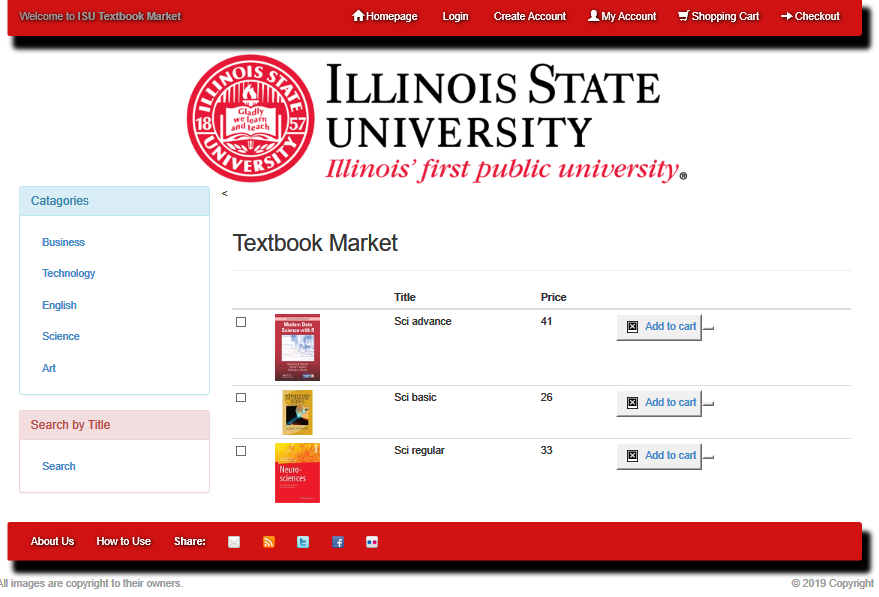 Welcome to ISU Textbook Market
Homepage Login Create Account My Account Shopping Cart Checkout
ILLINOIS STATE UNIVERSITY
18 57
Gladly we learn and teach
ILLINOIS STATE
UNIVERSITY
Illinois' first public university®
Catagories
<
Business
Technology
English
Science
Art
Search by Title
Search
Textbook Market
Title Price
Modern Data
Science with R
Sci advance 41 Add to cart
Sci basic 26 Add to cart
Neuro-
sciences
Sci regular 33 Add to cart
About Us How to Use Share:
All images are copyright to their owners.
© 2019 Copyright